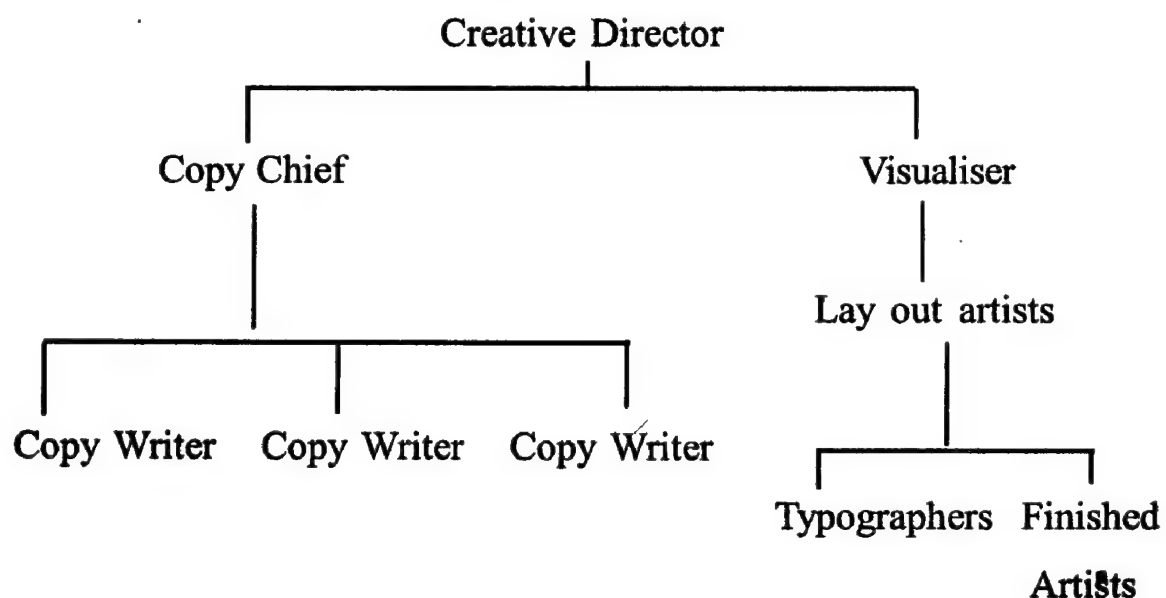 Creative Director
Copy Chief Visualiser
Lay out artists
Copy Writer Copy Writer Copy Writer
Typographers Finished
Artists